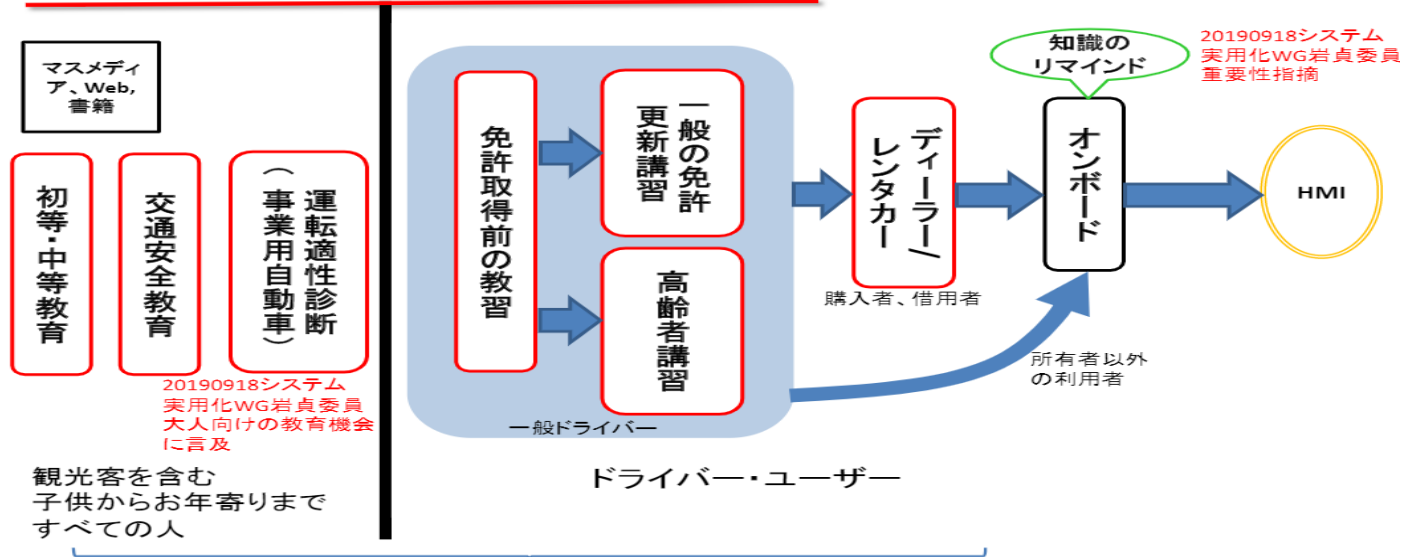 マスメディ
ア、Web,
書籍
初等・中等教育
交通安全教育
運転適性診断
(事業用自動車)
20190918システム
実用化WG岩貞委員
大人向けの教育機会
に言及
観光客を含む
子供からお年寄りまで
すべての人
免許取得前の教習
一般の免許
更新講習
高齢者講習
一般ドライバー
ドライバー・ユーザー
ディーラー/
レンタカー
購入者、借用者
知識の
リマインド
オンボード
所有者以外
の利用者
20190918システム
実用化WG岩貞委員
重要性指摘
HMI